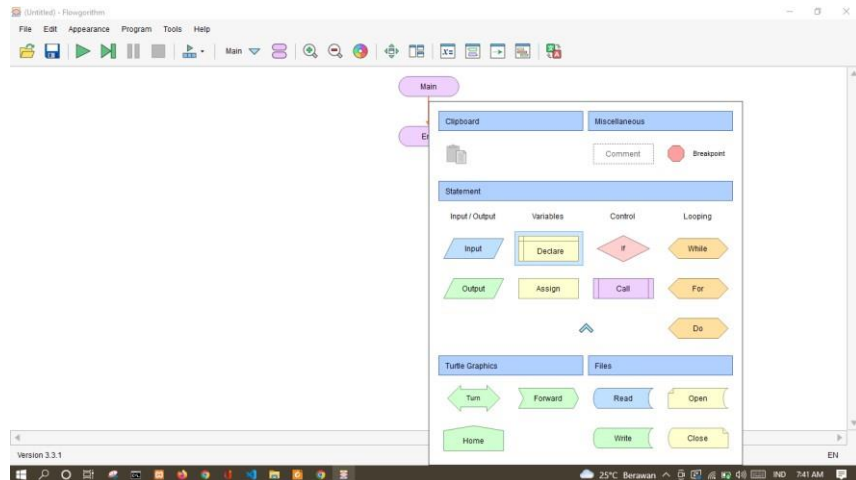 (Untitled) - Flowgorithm
File Edit Appearance Program Tools Help
Main
Main
Clipboard Miscellaneous
Comment Breakpoint
Statement
Input / Output Variables Control Looping
Input Declare If While
Output Assign Call For
Do
Turtle Graphics Files
Turn Forward Read Open
Home Write Close
Version 3.3.1 EN
25°C Berawan IND 7:41 AM